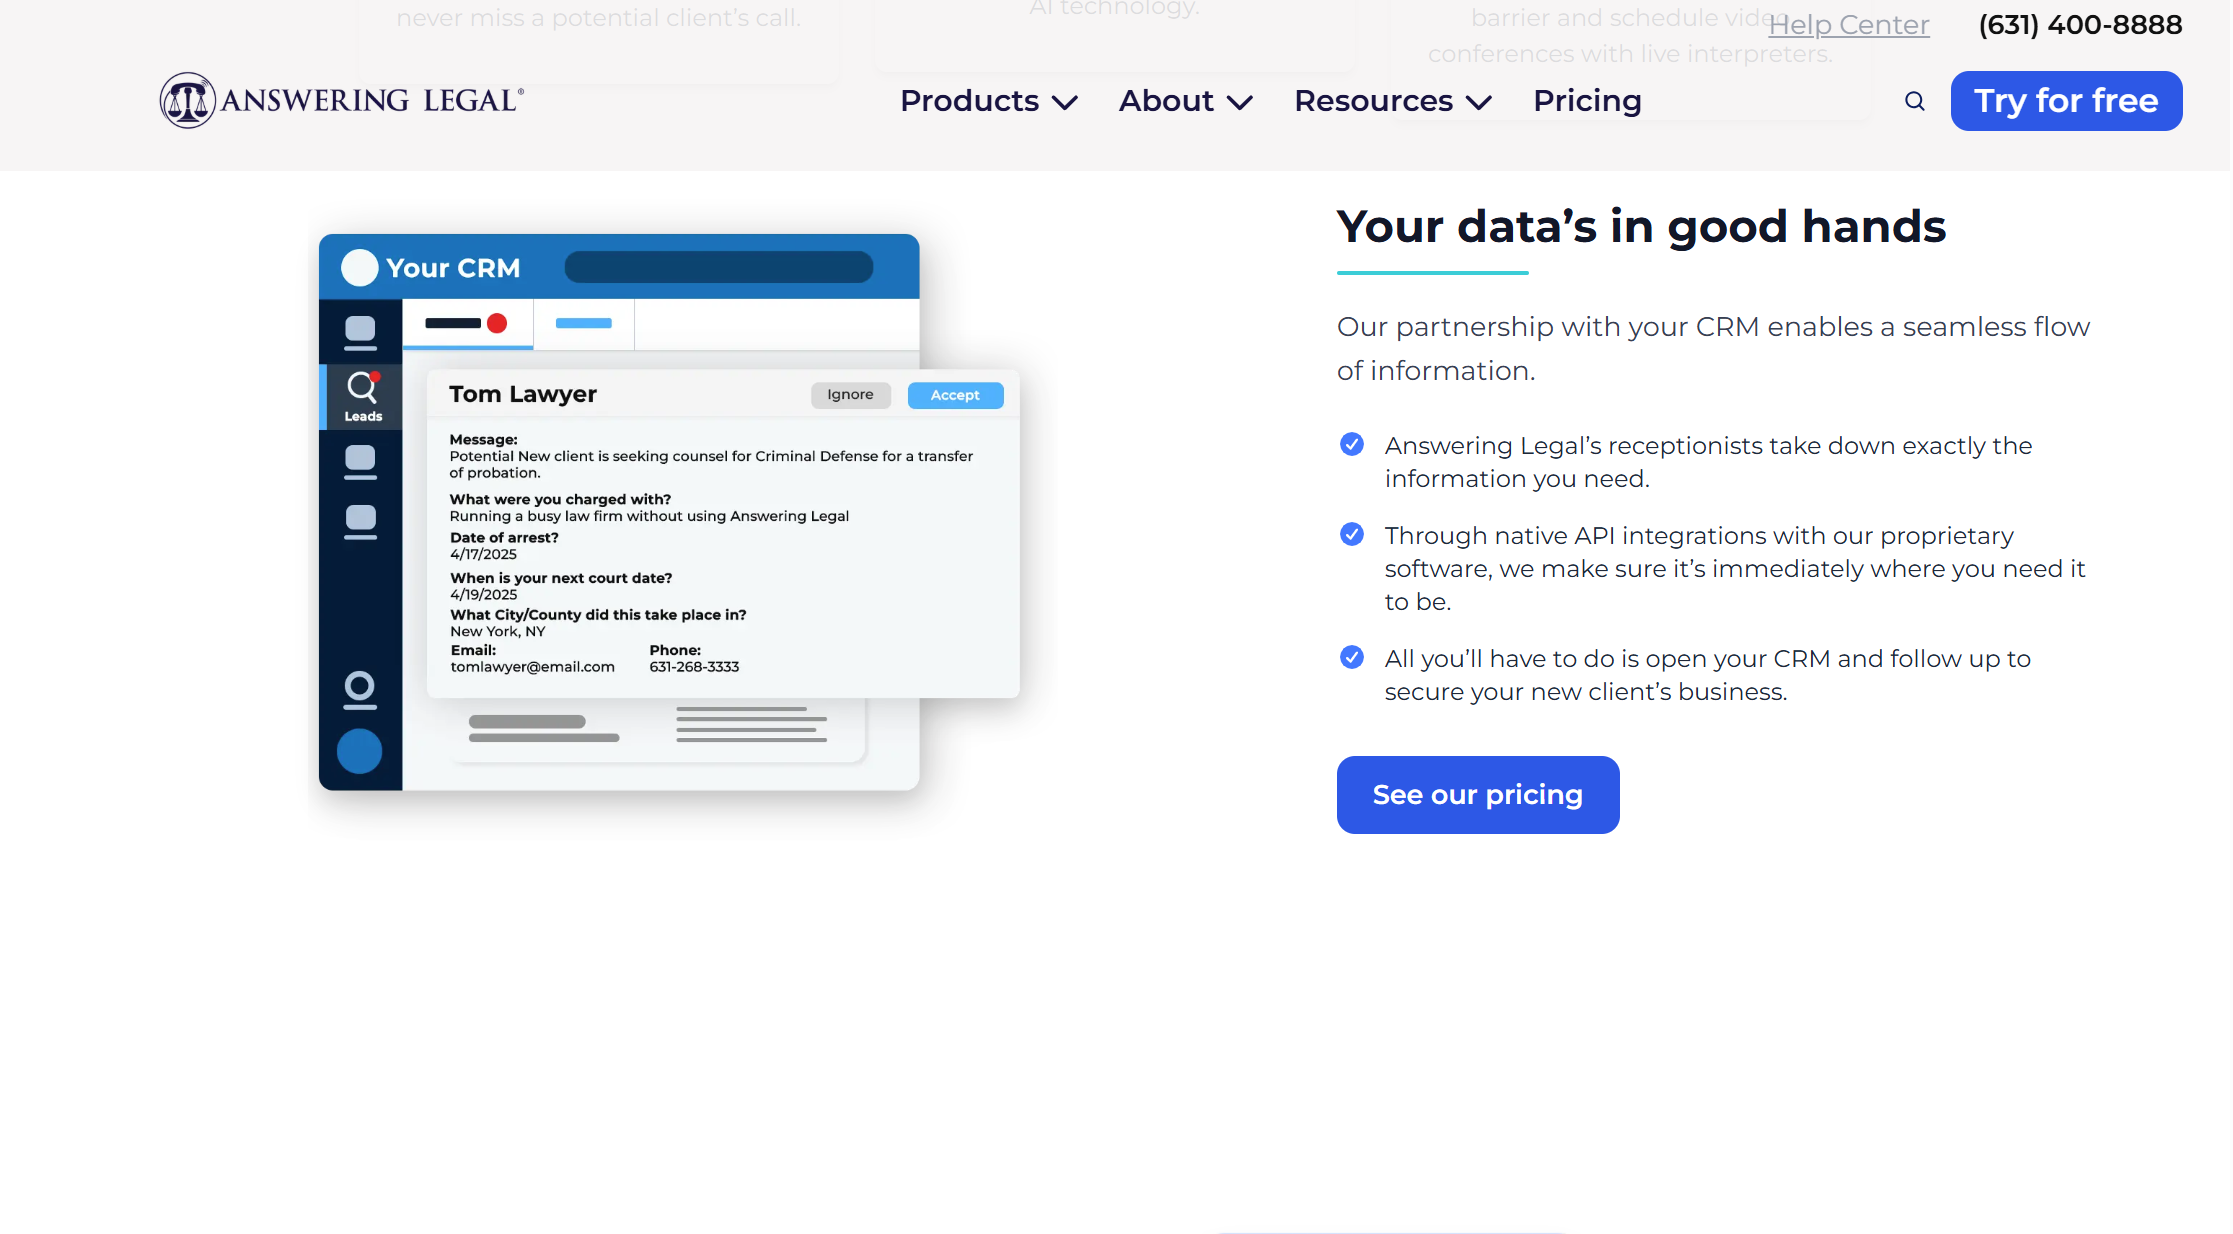 never miss a potential client's call.
AI technology.
barrier and schedule video
conferences with live interpreters.
Help Center
(631) 400-8888
ANSWERING LEGAL®
Products
About
Resources
Pricing
Try for free
Your CRM
Leads
Tom Lawyer
Ignore
Accept
Message:
Potential New client is seeking counsel for Criminal Defense for a transfer
of probation.
What were you charged with?
Running a busy law firm without using Answering Legal
Date of arrest?
4/17/2025
When is your next court date?
4/19/2025
What City/County did this take place in?
New York, NY
Email:
tomlawyer@email.com
Phone:
631-268-3333
Your data’s in good hands
Our partnership with your CRM enables a seamless flow
of information.
Answering Legal’s receptionists take down exactly the
information you need.
Through native API integrations with our proprietary
software, we make sure it’s immediately where you need it
to be.
All you’ll have to do is open your CRM and follow up to
secure your new client’s business.
See our pricing